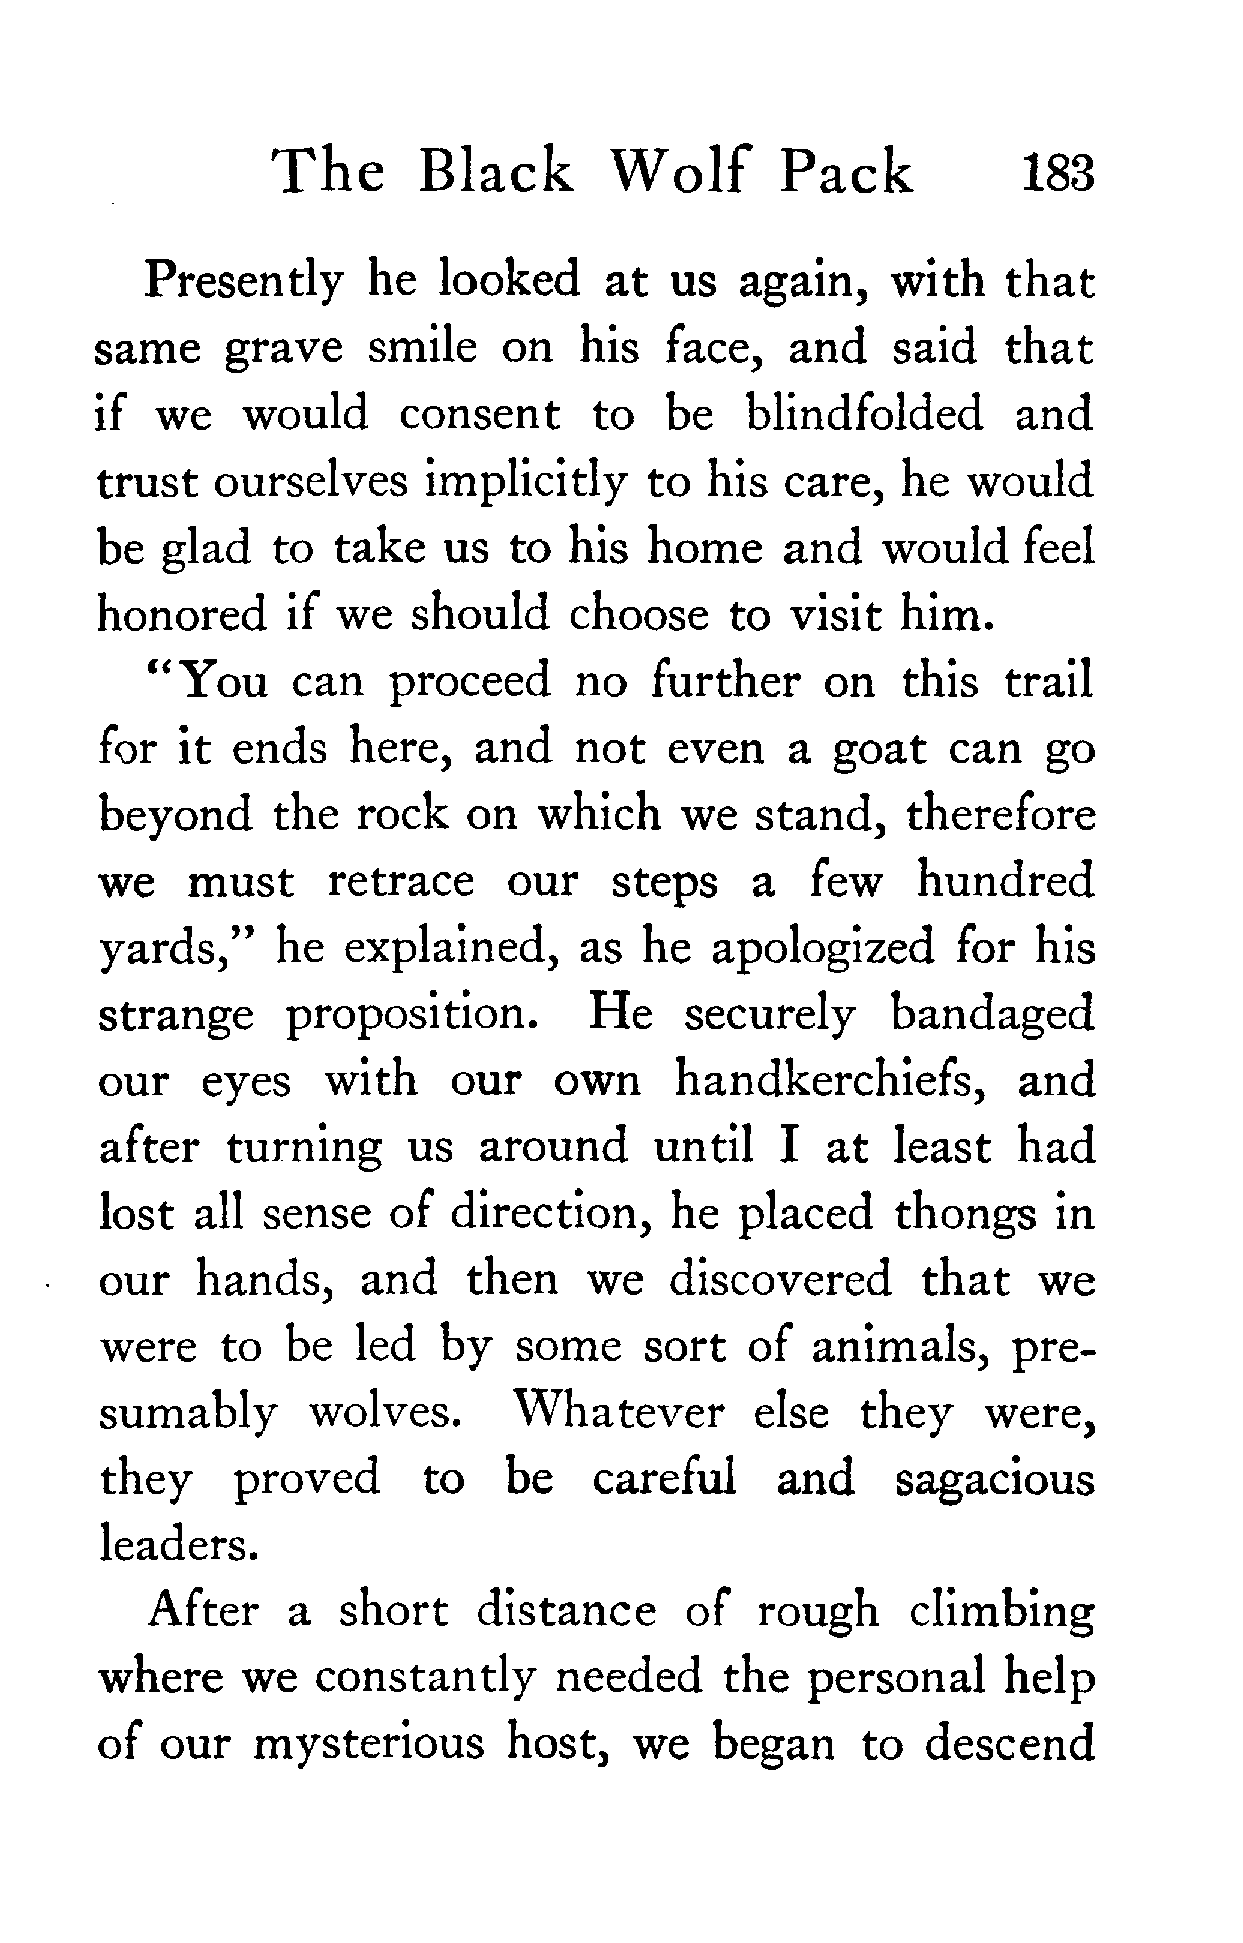 The Black Wolf Pack 183
Presently he looked at us again, with that
same grave smile on his face, and said that
if we would consent to be blindfolded and
trust ourselves implicitly to his care, he would
be glad to take us to his home and would feel
honored if we should choose to visit him.
“You can proceed no further on this trail
for it ends here, and not even a goat can go
beyond the rock on which we stand, therefore
we must retrace our steps a few hundred
yards,” he explained, as he apologized for his
strange proposition. He securely bandaged
our eyes with our own handkerchiefs, and
after turning us around until I at least had
lost all sense of direction, he placed thongs in
our hands, and then we discovered that we
were to be led by some sort of animals, pre-
sumably wolves. Whatever else they were,
they proved to be careful and sagacious
leaders.
After a short distance of rough climbing
where we constantly needed the personal help
of our mysterious host, we began to descend